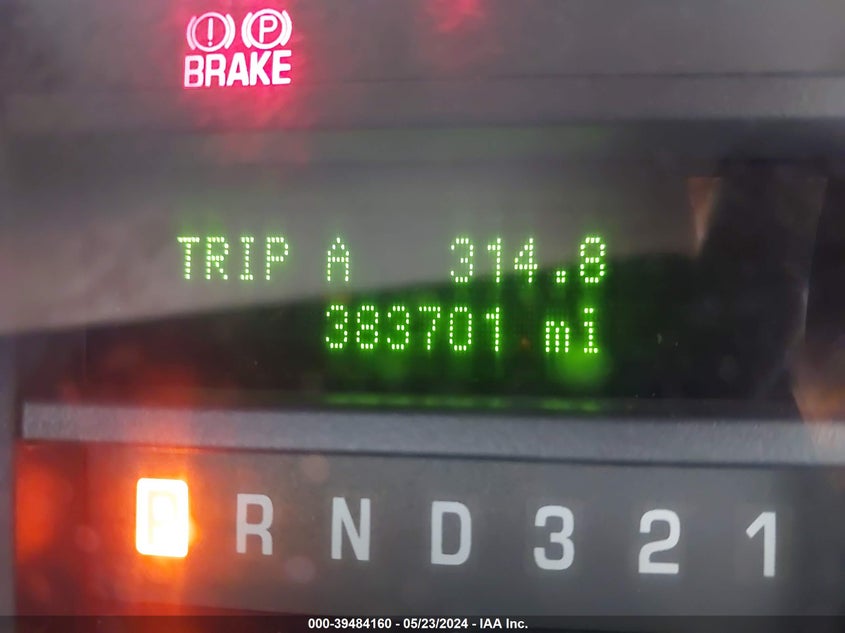 (!) (P)
BRAKE
TRIP A 314.8
383701 mi
P R N D 3 2 1
000-39484160 - 05/23/2024 - IAA Inc.